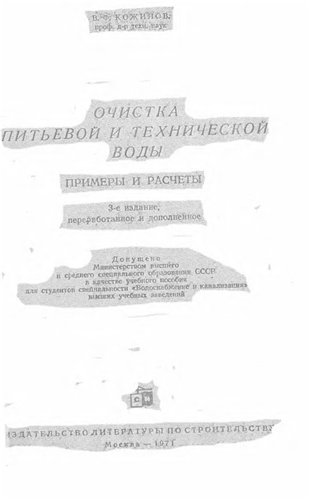 В. Ф. КОЖИНОВ,
проф. д-р техн. наук
ОЧИСТКА
ПИТЬЕВОЙ И ТЕХНИЧЕСКОЙ
ВОДЫ
ПРИМЕРЫ И РАСЧЕТЫ
3-е издание,
переработанное и дополненное
Допущено
Министерством высшего
и среднего специального образования СССР
в качестве учебного пособия
для студентов специальности «Водоснабжение и канализация»
высших учебных заведений
ИЗДАТЕЛЬСТВО ЛИТЕРАТУРЫ ПО СТРОИТЕЛЬСТВУ
Москва — 1971